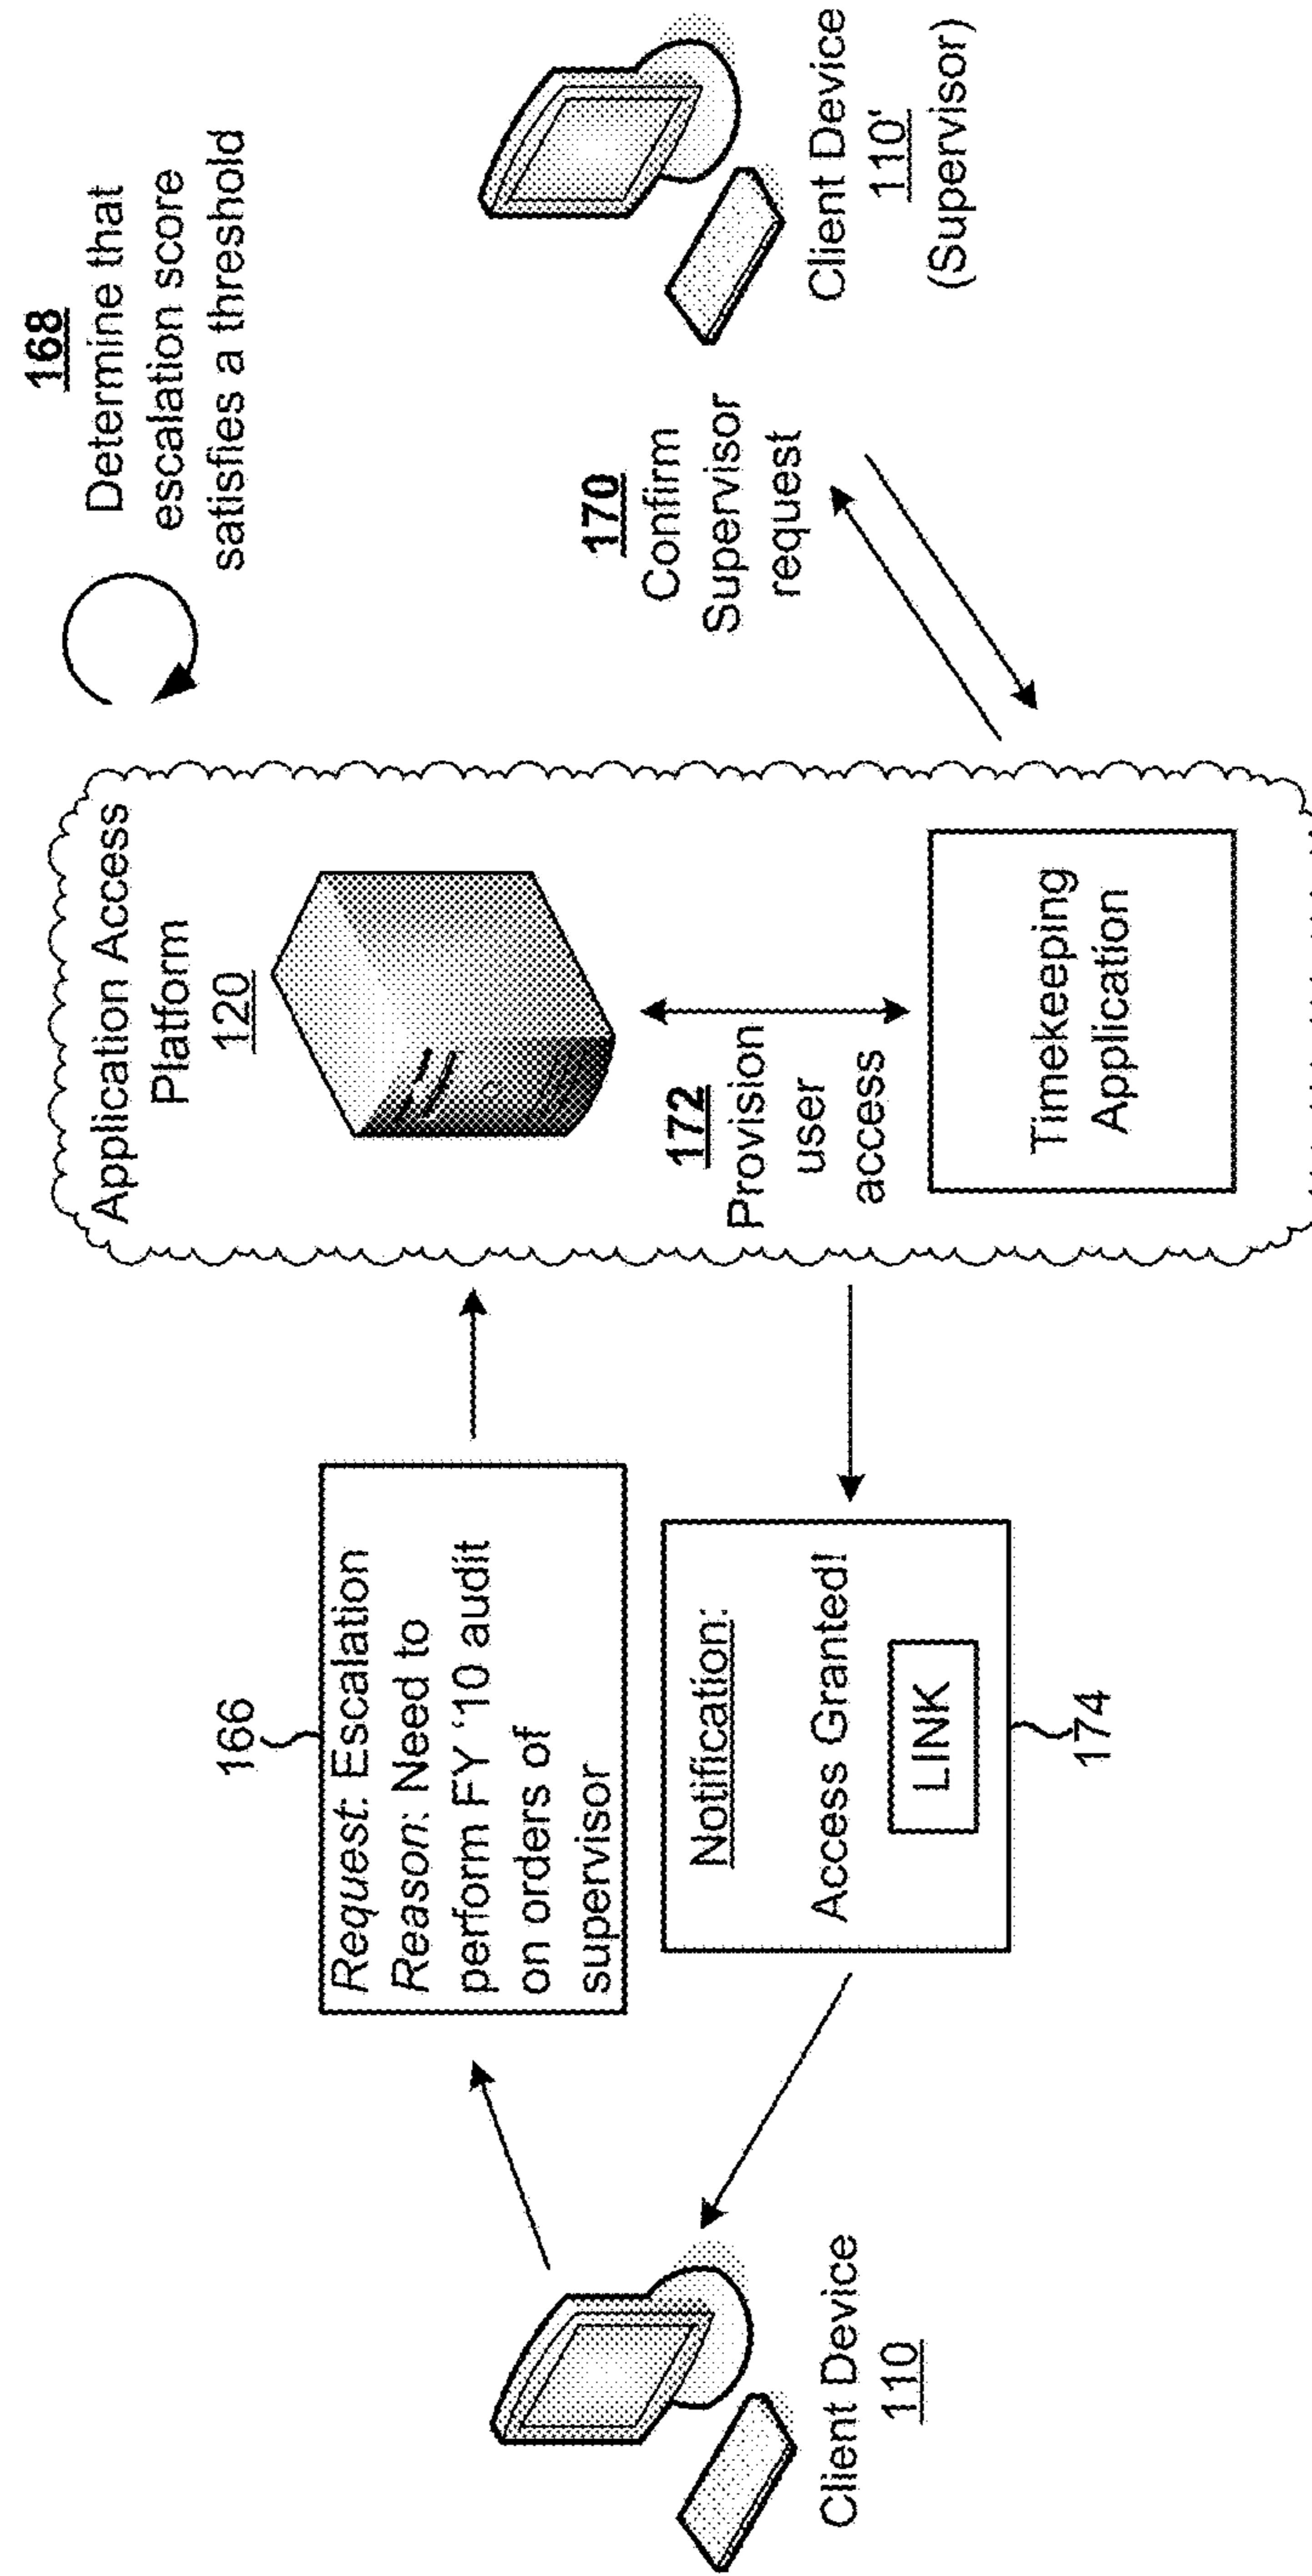 168
Determine that
escalation score
satisfies a threshold
Application Access
Platform
120
166
Request: Escalation
Reason: Need to
perform FY '10 audit
on orders of
supervisor
170
Confirm
Supervisor
request
Client Device
110'
(Supervisor)
172
Provision
user
access
Timekeeping
Application
Notification:
Access Granted!
LINK
174
Client Device
110